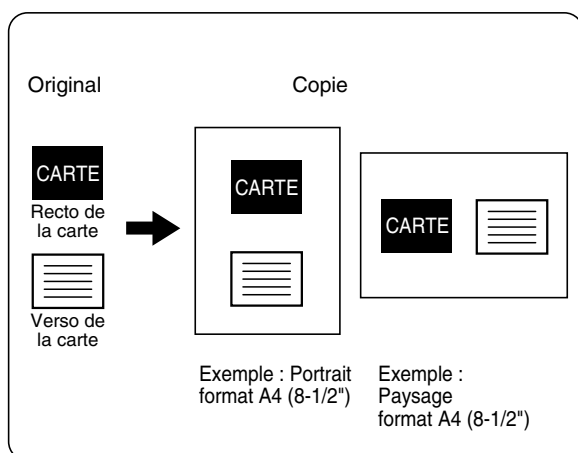 Original
Copie
CARTE
Recto de
la carte
Verso de
la carte
CARTE
CARTE
Exemple : Portrait
format A4 (8-1/2")
Exemple :
Paysage
format A4 (8-1/2")